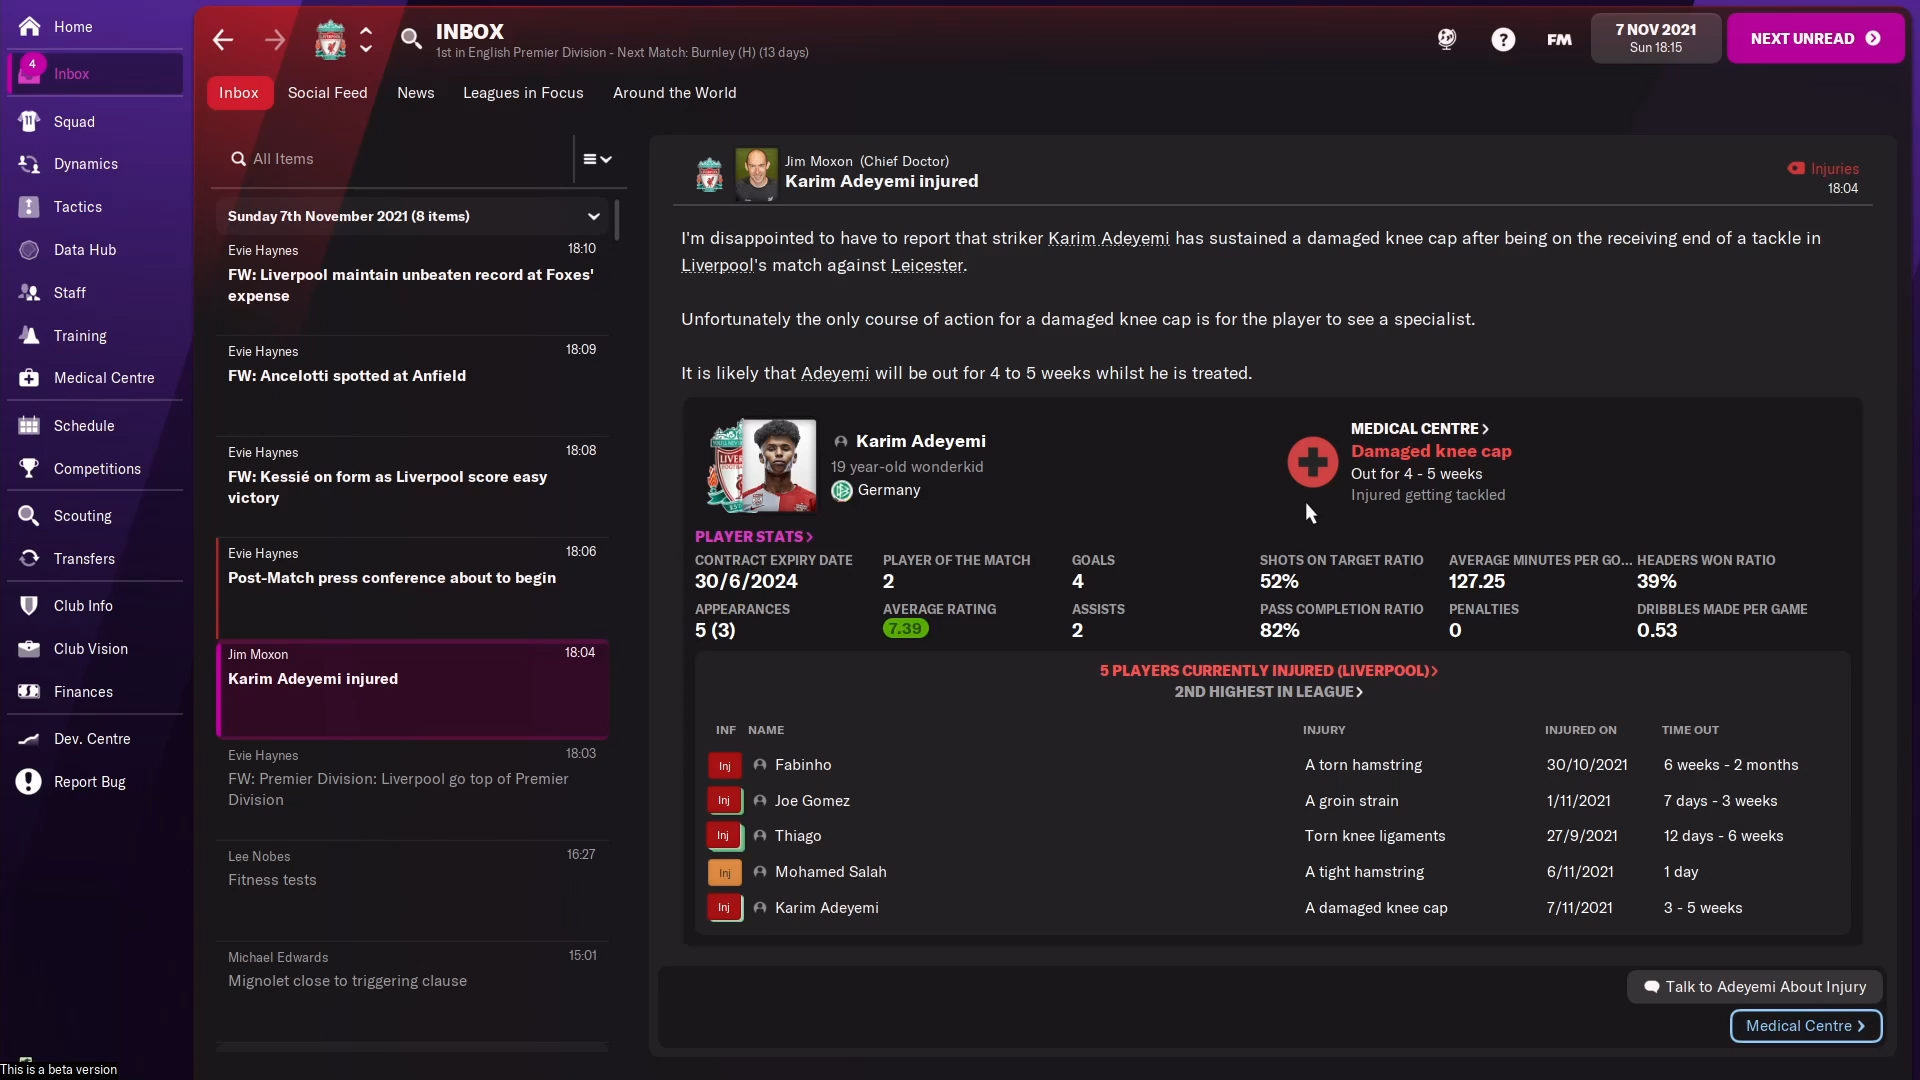 Home
4
Inbox
Squad
Dynamics
Tactics
Data Hub
Staff
Training
Medical Centre
Schedule
Competitions
Scouting
Transfers
Club Info
Club Vision
Finances
Dev. Centre
Report Bug
This is a beta version
INBOX
1st in English Premier Division - Next Match: Burnley (H) (13 days)
FM
7 NOV 2021
Sun 18:15
NEXT UNREAD
Inbox Social Feed News Leagues in Focus Around the World
All Items
Sunday 7th November 2021 (8 items)
Evie Haynes 18:10
FW: Liverpool maintain unbeaten record at Foxes'
expense
Evie Haynes 18:09
FW: Ancelotti spotted at Anfield
Evie Haynes 18:08
FW: Kessié on form as Liverpool score easy
victory
Evie Haynes 18:06
Post-Match press conference about to begin
Jim Moxon 18:04
Karim Adeyemi injured
Evie Haynes 18:03
FW: Premier Division: Liverpool go top of Premier
Division
Lee Nobes 16:27
Fitness tests
Michael Edwards 15:01
Mignolet close to triggering clause
Jim Moxon (Chief Doctor)
Karim Adeyemi injured
Injuries
18:04
I'm disappointed to have to report that striker Karim Adeyemi has sustained a damaged knee cap after being on the receiving end of a tackle in
Liverpool's match against Leicester.
Unfortunately the only course of action for a damaged knee cap is for the player to see a specialist.
It is likely that Adeyemi will be out for 4 to 5 weeks whilst he is treated.
Karim Adeyemi
19 year-old wonderkid
Germany
MEDICAL CENTRE
Damaged knee cap
Out for 4 - 5 weeks
Injured getting tackled
PLAYER STATS
CONTRACT EXPIRY DATE PLAYER OF THE MATCH GOALS SHOTS ON TARGET RATIO AVERAGE MINUTES PER GO... HEADERS WON RATIO
30/6/2024 2 4 52% 127.25 39%
APPEARANCES AVERAGE RATING ASSISTS PASS COMPLETION RATIO PENALTIES DRIBBLES MADE PER GAME
5 (3) 7.39 2 82% 0 0.53
5 PLAYERS CURRENTLY INJURED (LIVERPOOL)
2ND HIGHEST IN LEAGUE
INF NAME INJURY INJURED ON TIME OUT
Inj Fabinho A torn hamstring 30/10/2021 6 weeks - 2 months
Inj Joe Gomez A groin strain 1/11/2021 7 days - 3 weeks
Inj Thiago Torn knee ligaments 27/9/2021 12 days - 6 weeks
Inj Mohamed Salah A tight hamstring 6/11/2021 1 day
Inj Karim Adeyemi A damaged knee cap 7/11/2021 3 - 5 weeks
Talk to Adeyemi About Injury
Medical Centre